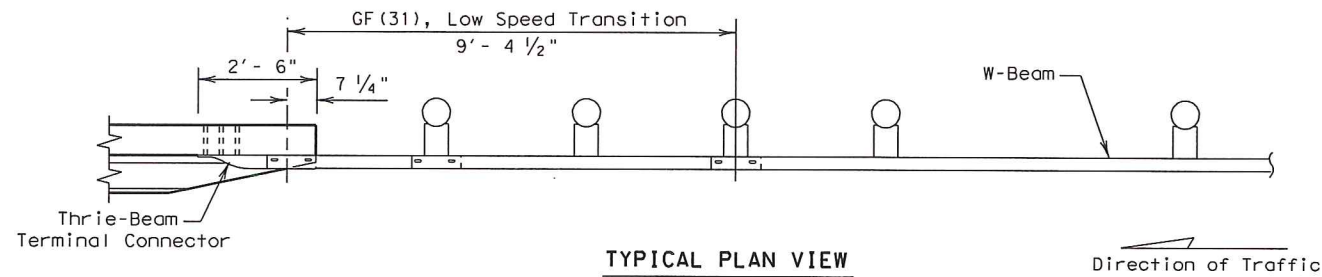 GF(31), Low Speed Transition
9'- 4 1/2"
2'- 6"
7 1/4"
W-Beam
Thrie-Beam
Terminal Connector
TYPICAL PLAN VIEW
Direction of Traffic